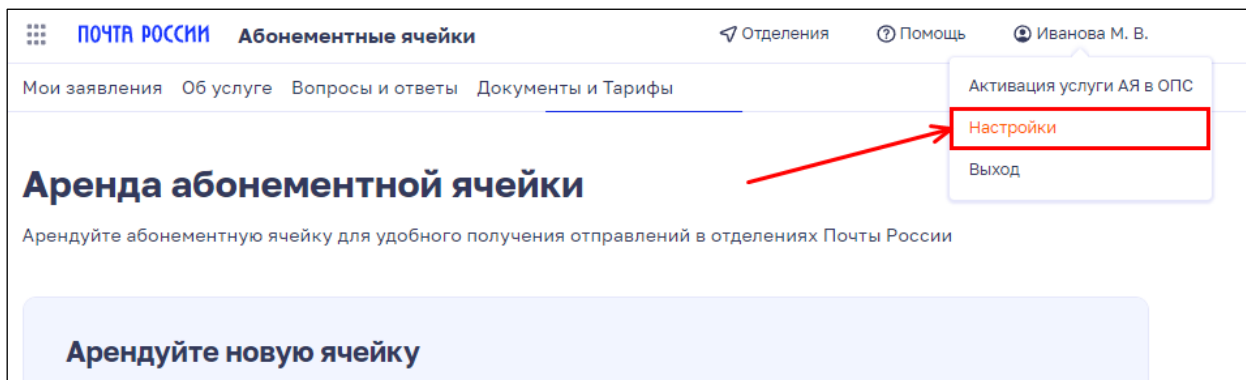 ПОЧТА РОССИИ Абонементные ячейки Отделения Помощь Иванова М. В.
Мои заявления Об услуге Вопросы и ответы Документы и Тарифы
Активация услуги АЯ в ОПС
Настройки
Выход
Аренда абонементной ячейки
Арендуйте абонементную ячейку для удобного получения отправлений в отделениях Почты России
Арендуйте новую ячейку